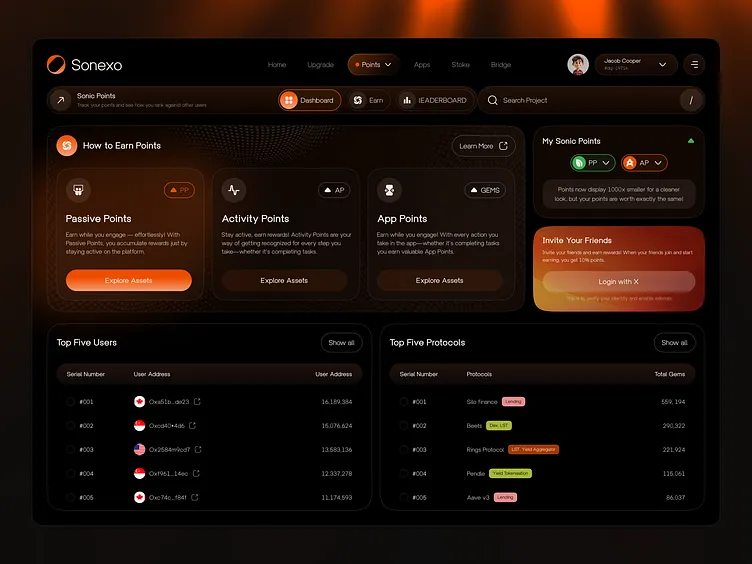 Sonexo
Home Upgrade Points Apps Stake Bridge
Jacob Cooper
Sonic Points
Track your points and see how you rank against other users
Dashboard Earn lEADERBOARD
Search Project /
How to Earn Points
Learn More
PP
Passive Points
Earn while you engage — effortlessly! With
Passive Points, you accumulate rewards just by
staying active on the platform.
Explore Assets
AP
Activity Points
Stay active, earn rewards! Activity Points are your
way of getting recognized for every step you
take—whether it's completing tasks
Explore Assets
GEMS
App Points
Earn while you engage! With every action you
take in the app—whether it's completing tasks
you earn valuable App Points.
Explore Assets
My Sonic Points
PP AP
Points now display 1000x smaller for a cleaner
look, but your points are worth exactly the same!
Invite Your Friends
Invite your friends and earn rewards! When your friends join and start
earning, you get 10% points.
Login with X
to verify your identity and enable referrals
Top Five Users
Show all
Serial Number User Address User Address
#001 0xa51b...de23 16,189,384
#002 0xcd40•4d6 15,076,624
#003 0x2584m9cd7 13,583,136
#004 0xf961...14ec 12,337,278
#005 0xc74c...f84f 11,174,593
Top Five Protocols
Show all
Serial Number Protocols Total Gems
#001 Silo finance Lending 559, 194
#002 Beets Dex, LST 290,322
#003 Rings Protocol LST, Yield Aggregator 221,924
#004 Pendle Yield Tokenisation 115,061
#005 Aave v3 Lending 86,037